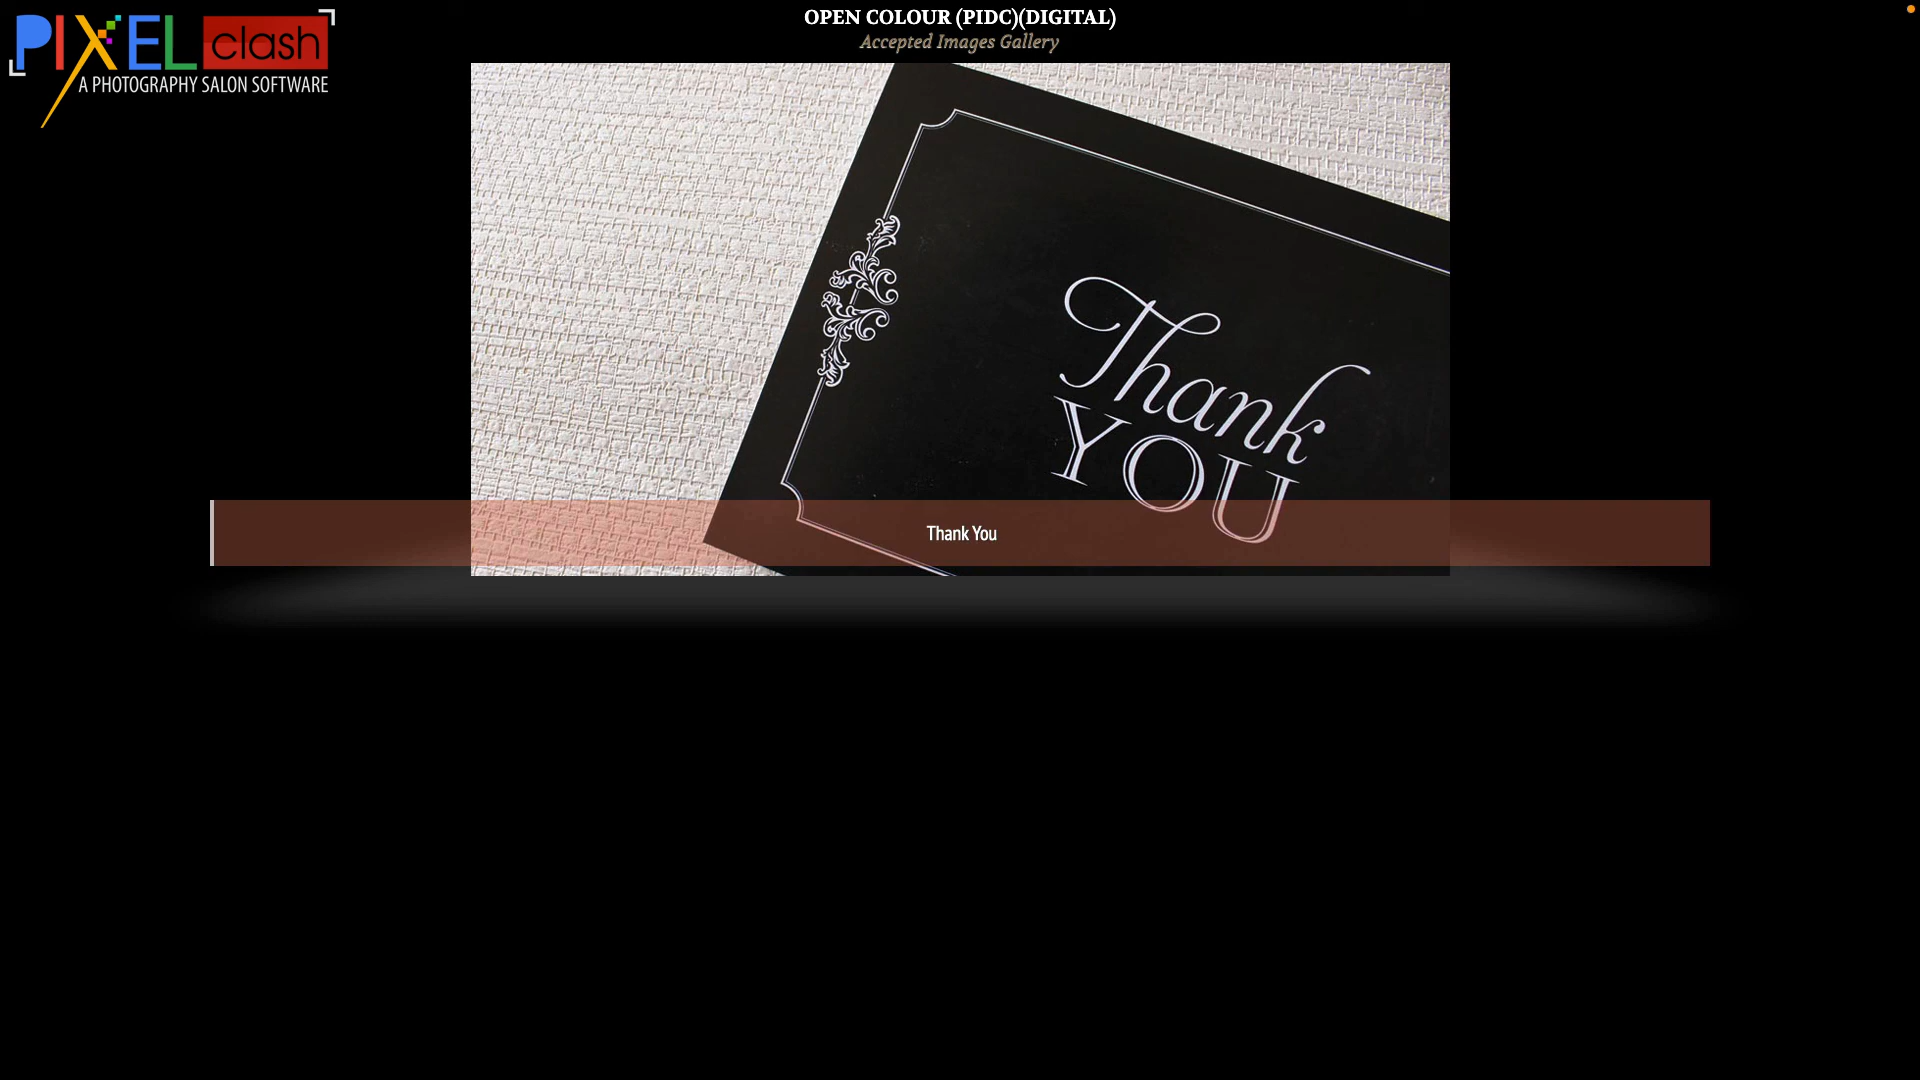 PIXEL clash
A PHOTOGRAPHY SALON SOFTWARE
OPEN COLOUR (PIDC)(DIGITAL)
Accepted Images Gallery
Thank
YOU
Thank You